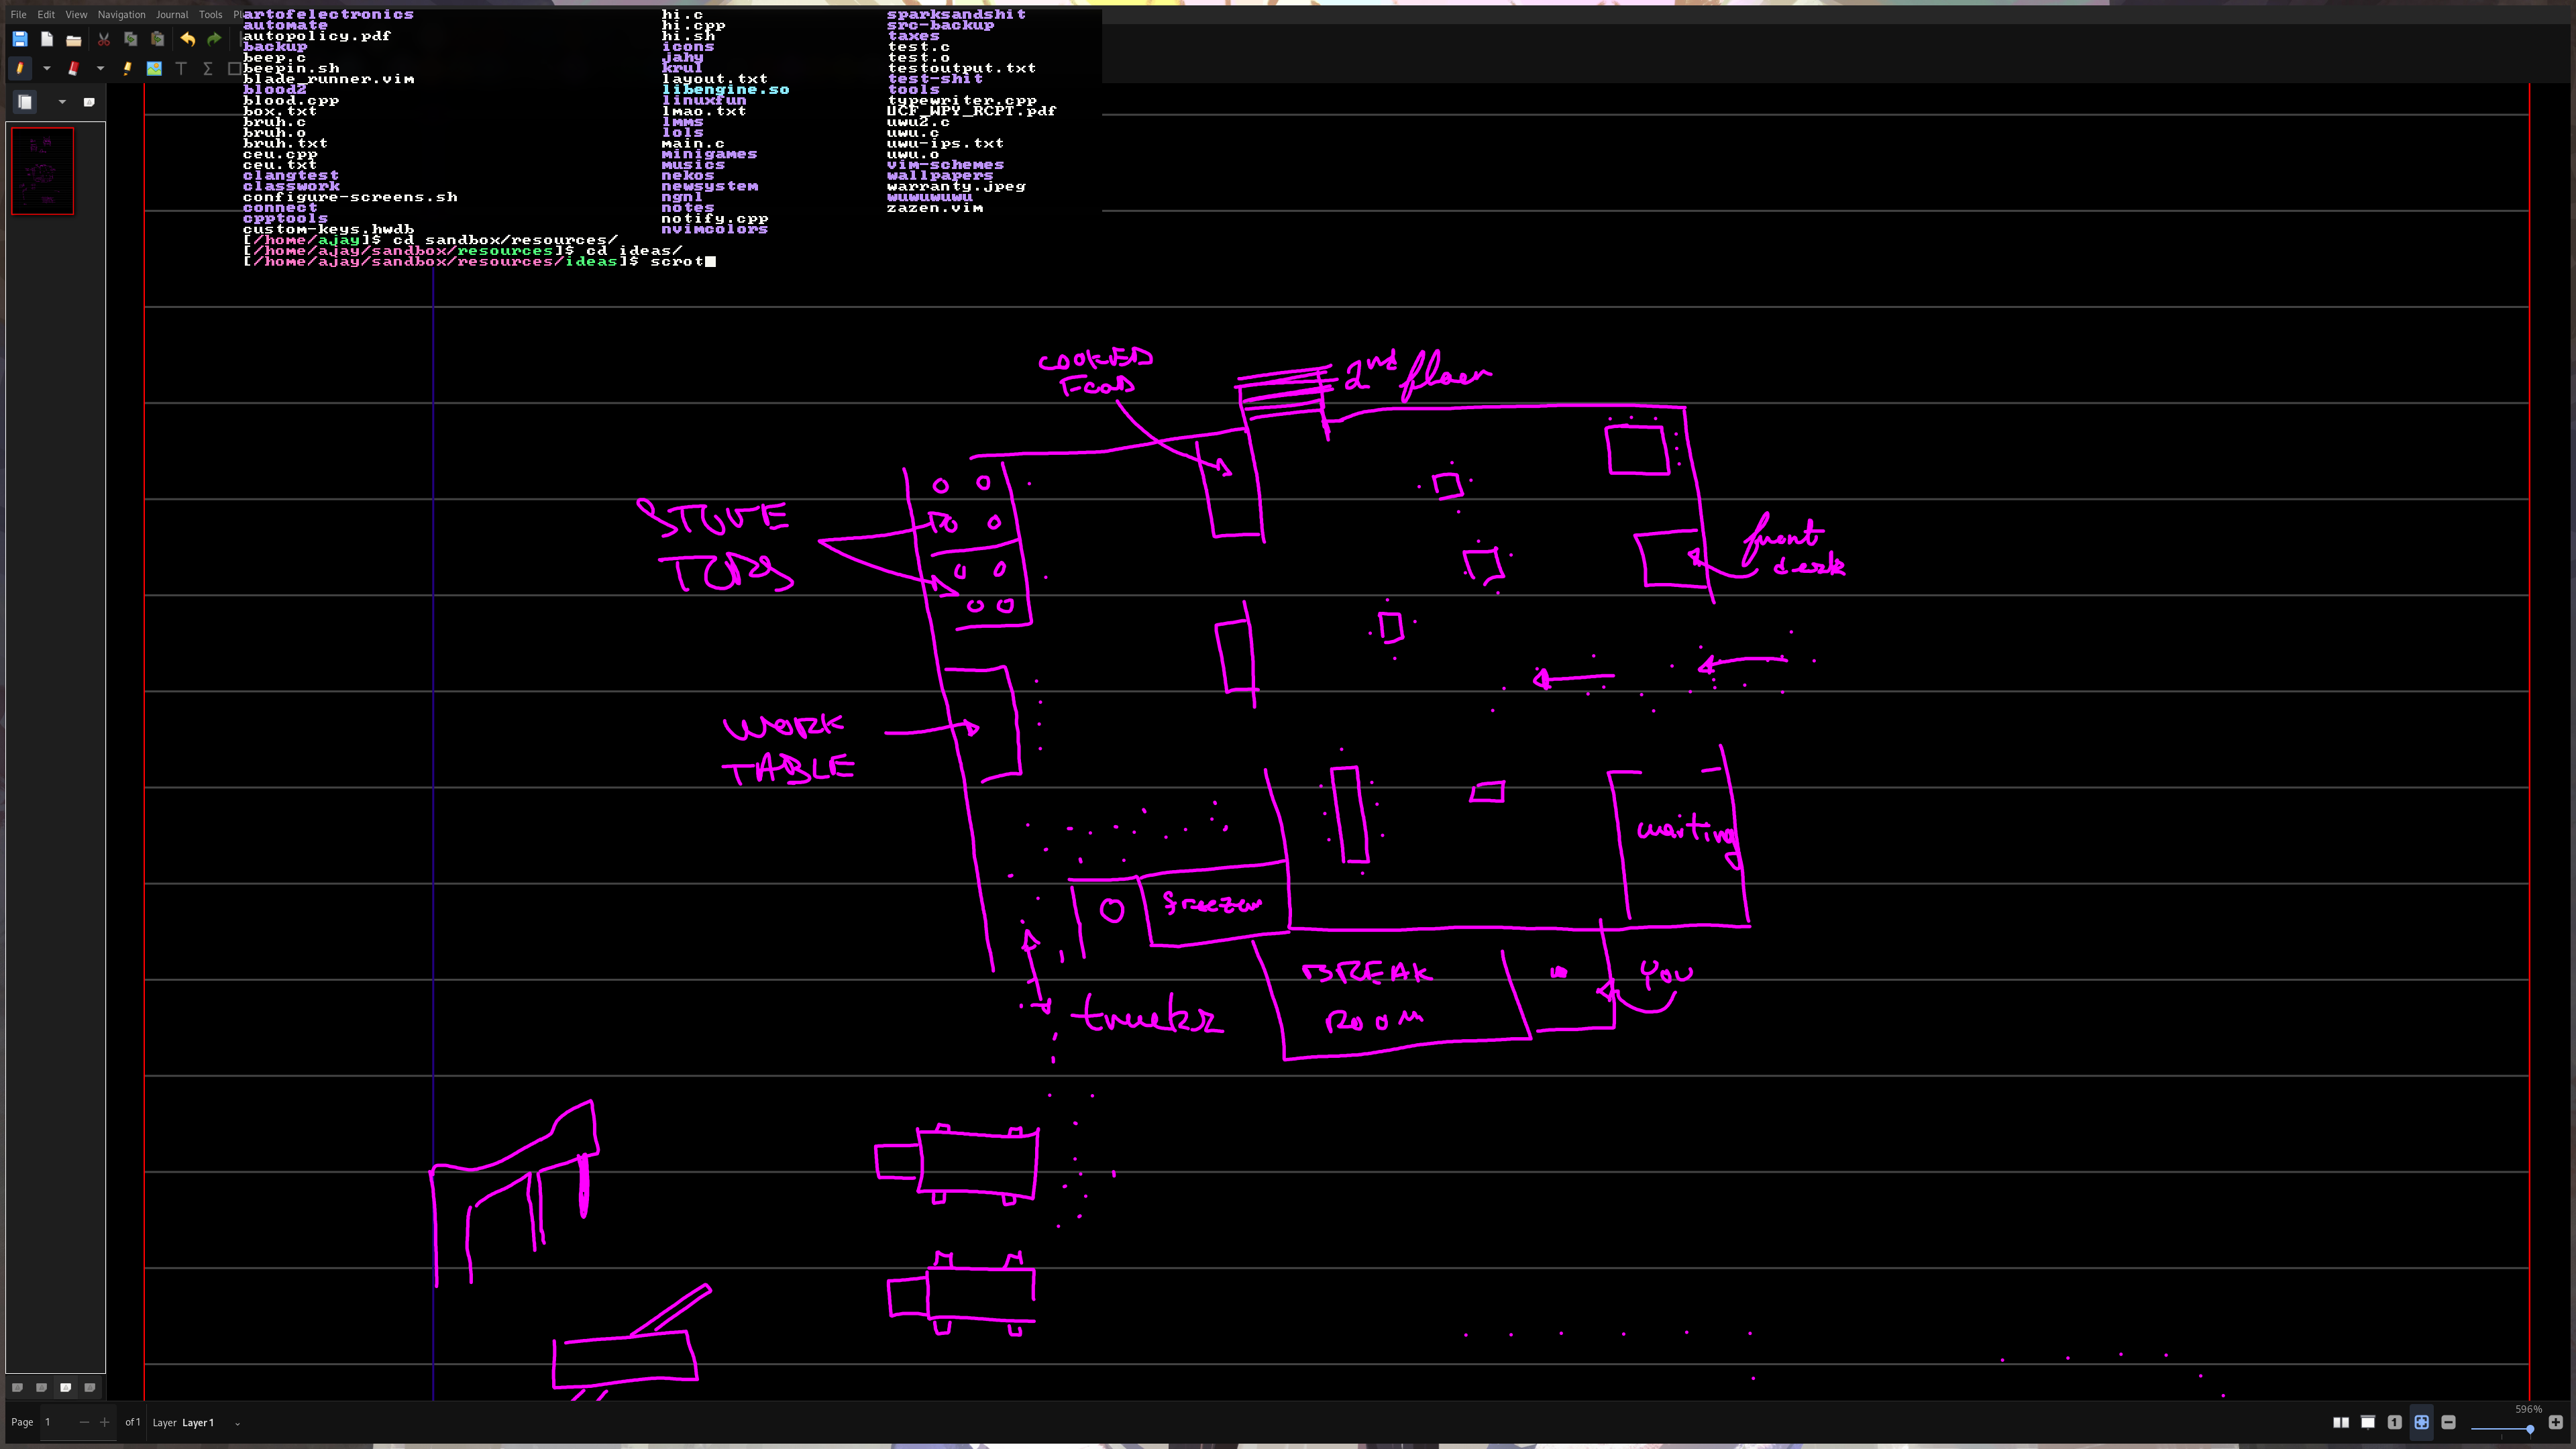 File Edit View Navigation Journal Tools
artofelectronics hi.c sparksandshit
automate hi.cpp src-backup
autopolicy.pdf hi.sh taxes
backup icons test.c
beep.c jahy test.o
beepin.sh krul testoutput.txt
blade_runner.vim layout.txt test-shit
blood2 libengine.so tools
blood.cpp linuxfun typewriter.cpp
box.txt lmao.txt UCF_WPY_RCPT.pdf
bruh.c lmms uwu2.c
bruh.o lols uwu.c
bruh.txt main.c uwu-ips.txt
ceu.cpp minigames uwu.o
ceu.txt musics vim-schemes
clangtest nekos wallpapers
classwork newsystem warranty.jpeg
configure-screens.sh ngnl wuwuwuwu
connect notes zazen.vim
cpptools notify.cpp
custom-keys.hwdb nvimcolors
[/home/ajay]$ cd sandbox/resources/
[/home/ajay/sandbox/resources]$ cd ideas/
[/home/ajay/sandbox/resources/ideas]$ scrot
COOKED
FOOD
2nd floor
STOVE
TOPS
front
desk
WORK
TABLE
waiting
freezer
BREAK
ROOM
YOU
trucks
Page 1 of 1 Layer Layer 1
596%